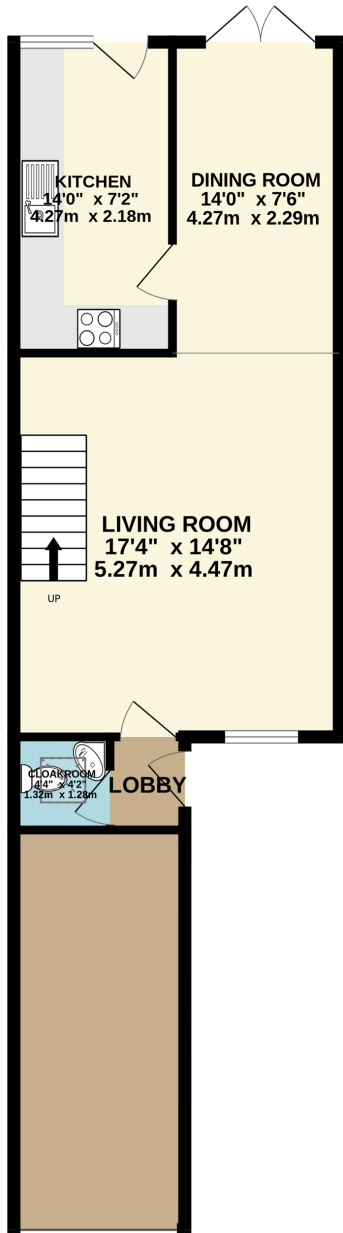 KITCHEN
14'0" x 7'2"
4.27m x 2.18m
DINING ROOM
14'0" x 7'6"
4.27m x 2.29m
LIVING ROOM
17'4" x 14'8"
5.27m x 4.47m
UP
CLOAKROOM
4'4" x 4'2"
1.32m x 1.28m
LOBBY